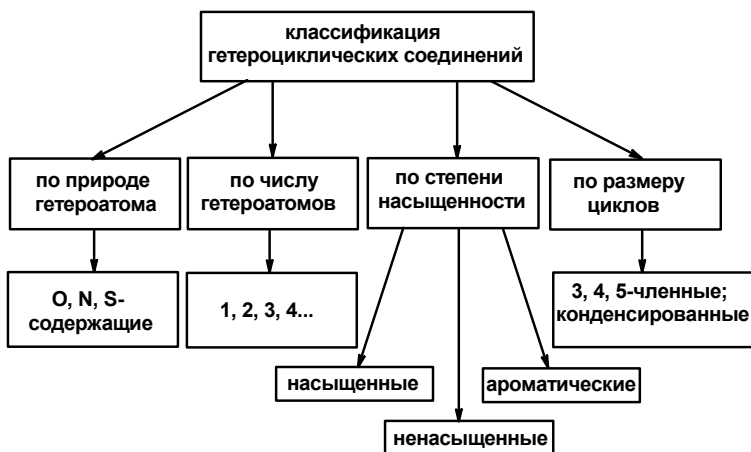 классификация
гетероциклических соединений
по природе
гетероатома
по числу
гетероатомов
по степени
насыщенности
по размеру
циклов
O, N, S-
содержащие
1, 2, 3, 4...
3, 4, 5-членные;
конденсированные
насыщенные
ароматические
ненасыщенные